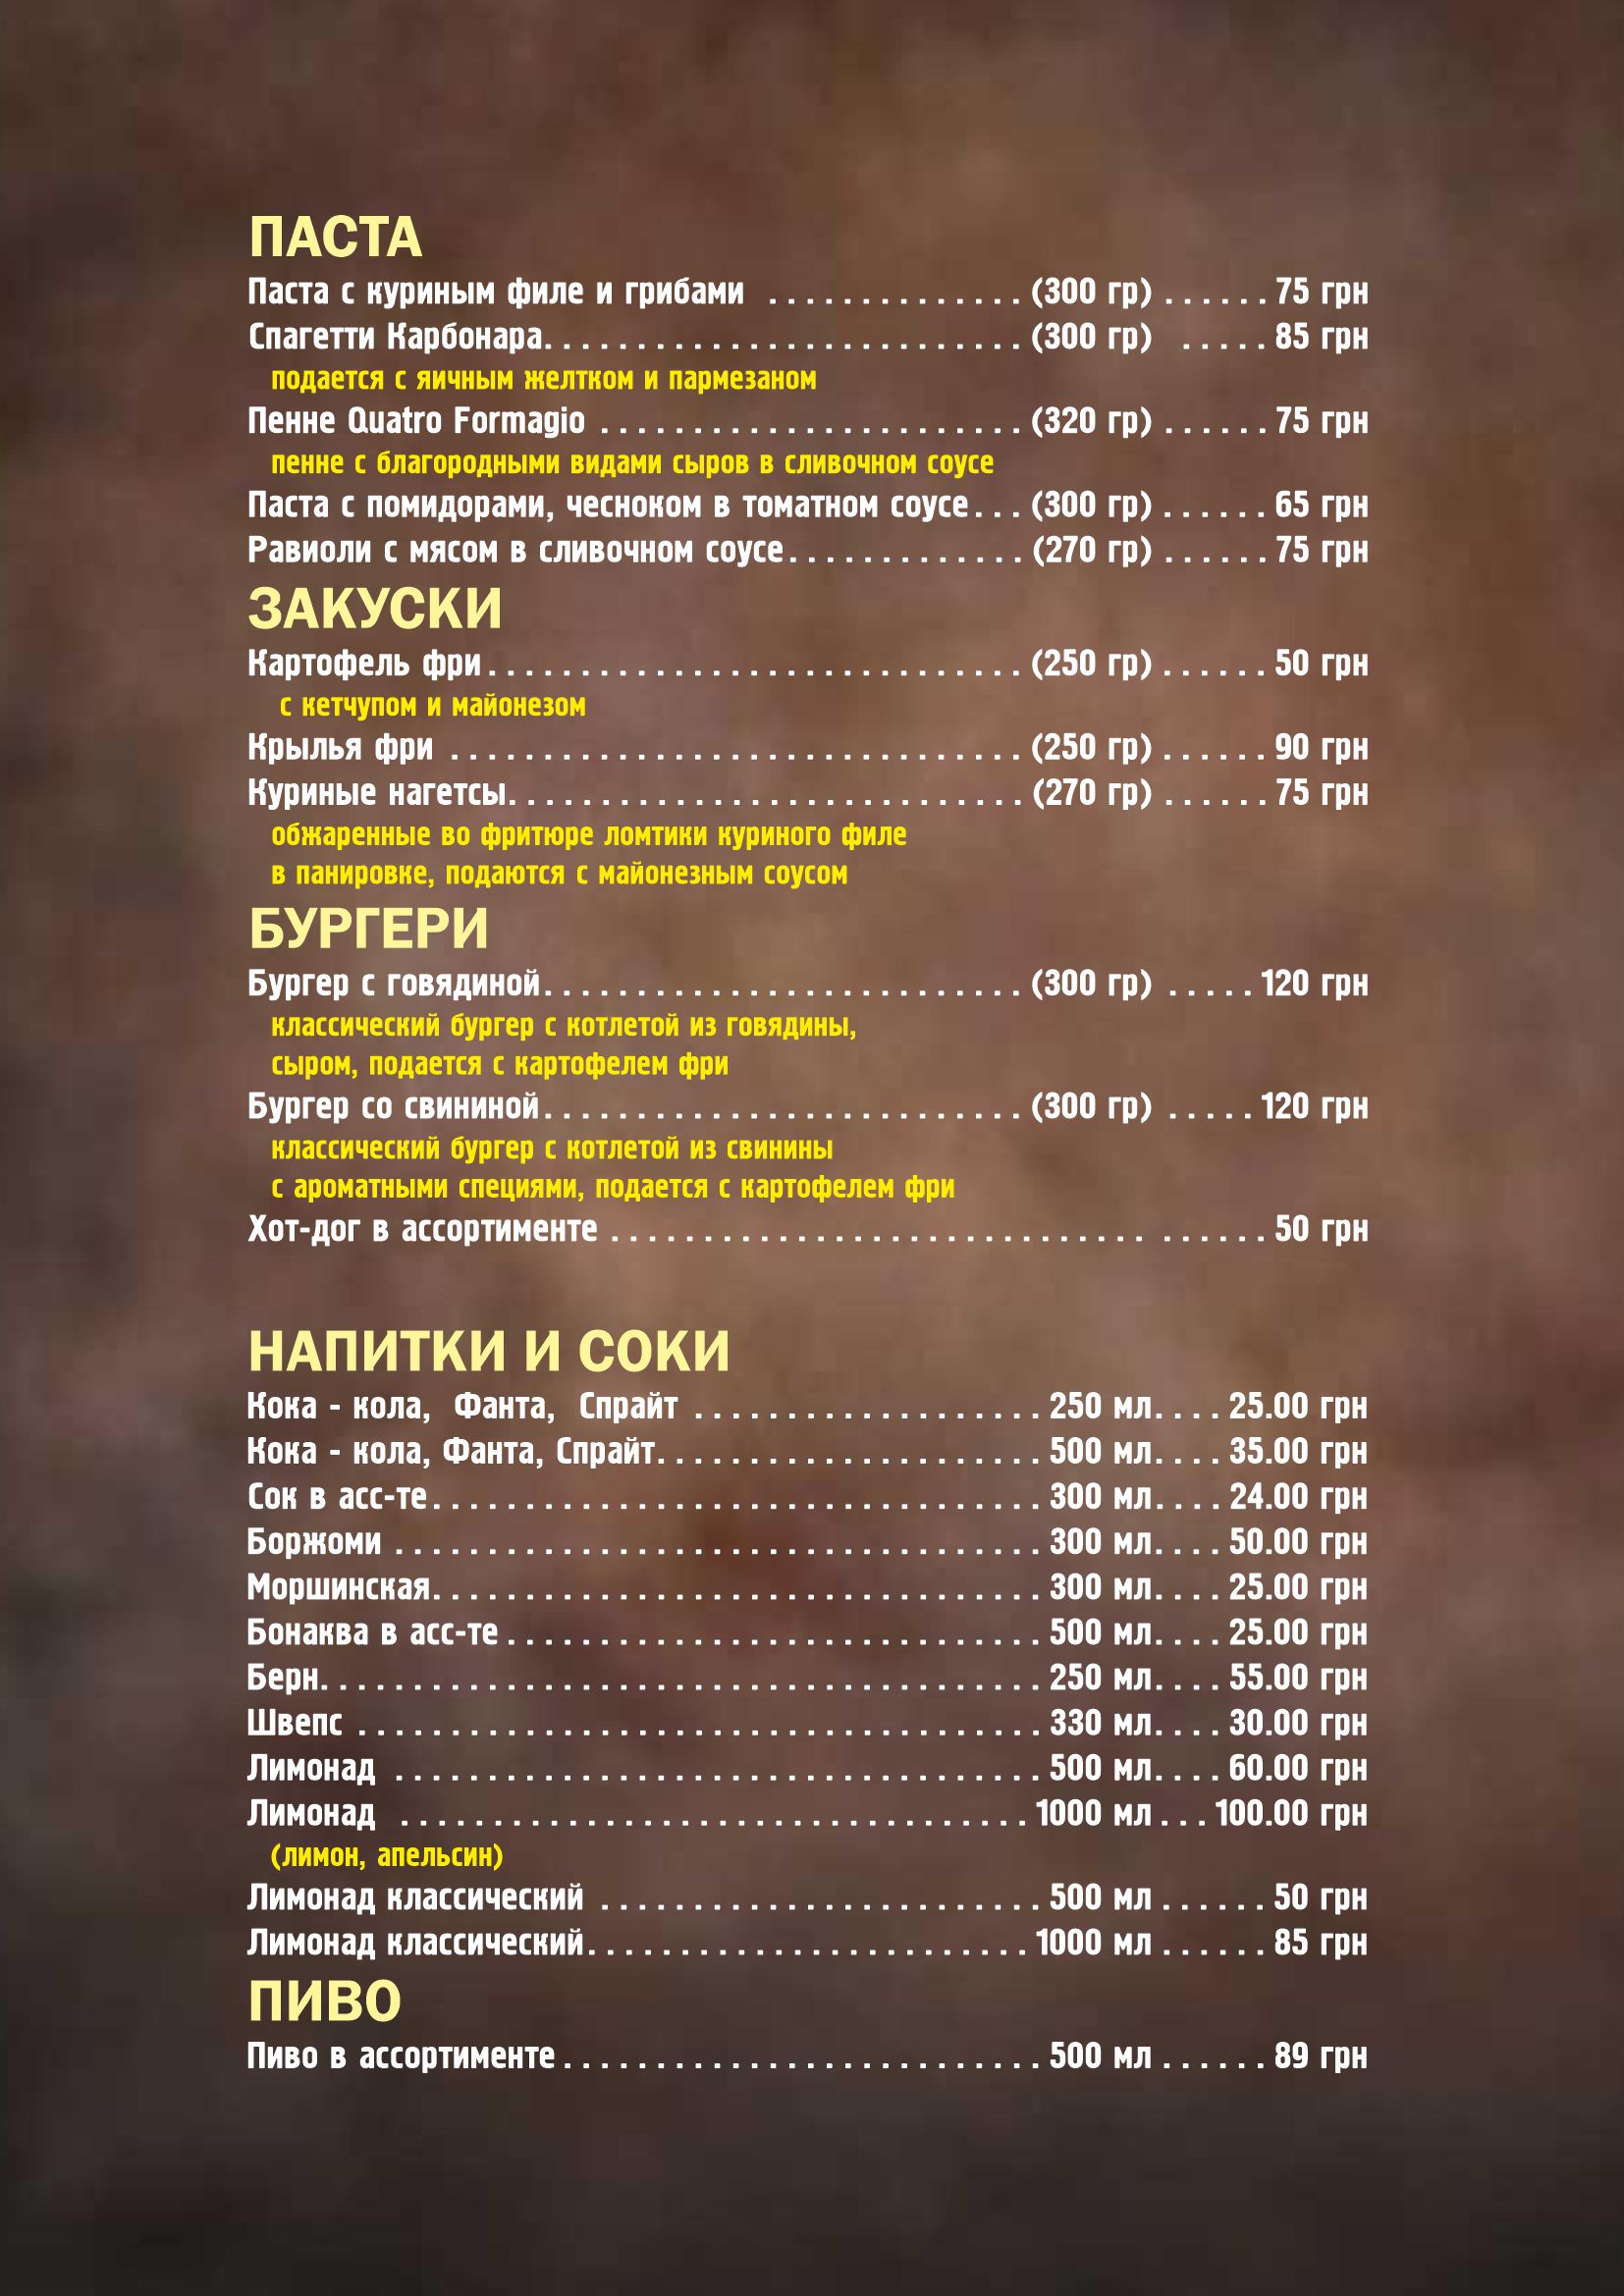 ПАСТА
Паста с куриным филе и грибами .............. (300 гр) ...... 75 грн
Спагетти Карбонара.......................... (300 гр) ..... 85 грн
подается с яичным желтком и пармезаном
Пенне Quatro Formagio ....................... (320 гр) ...... 75 грн
пенне с благородными видами сыров в сливочном соусе
Паста с помидорами, чесноком в томатном соусе... (300 гр) ...... 65 грн
Равиоли с мясом в сливочном соусе............. (270 гр) ...... 75 грн
ЗАКУСКИ
Картофель фри............................. (250 гр) ...... 50 грн
с кетчупом и майонезом
Крылья фри ............................... (250 гр) ...... 90 грн
Куриные нагетсы............................ (270 гр) ...... 75 грн
обжаренные во фритюре ломтики куриного филе
в панировке, подаются с майонезным соусом
БУРГЕРИ
Бургер с говядиной.......................... (300 гр) ..... 120 грн
классический бургер с котлетой из говядины,
сыром, подается с картофелем фри
Бургер со свининой.......................... (300 гр) ..... 120 грн
классический бургер с котлетой из свинины
с ароматными специями, подается с картофелем фри
Хот-дог в ассортименте ............................. ...... 50 грн
НАПИТКИ И СОКИ
Кока - кола, Фанта, Спрайт ................... 250 мл.... 25.00 грн
Кока - кола, Фанта, Спрайт..................... 500 мл.... 35.00 грн
Сок в асс-те................................. 300 мл.... 24.00 грн
Боржоми ................................... 300 мл.... 50.00 грн
Моршинская................................. 300 мл.... 25.00 грн
Бонаква в асс-те............................. 500 мл.... 25.00 грн
Берн....................................... 250 мл.... 55.00 грн
Швепс ..................................... 330 мл.... 30.00 грн
Лимонад ................................... 500 мл.... 60.00 грн
Лимонад .................................. 1000 мл... 100.00 грн
(лимон, апельсин)
Лимонад классический ........................ 500 мл ...... 50 грн
Лимонад классический........................ 1000 мл ...... 85 грн
ПИВО
Пиво в ассортименте.......................... 500 мл ...... 89 грн